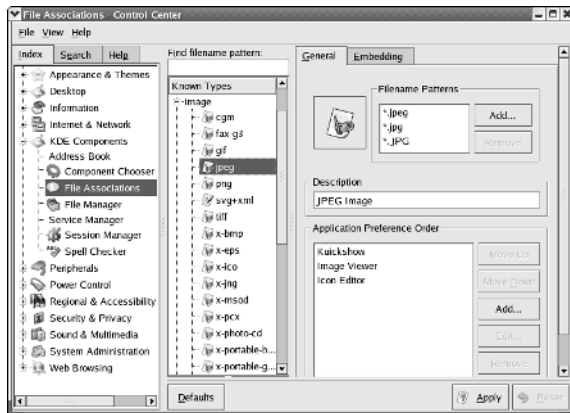 File Associations - Control Center
File View Help
Index Search Help
Appearance & Themes
Desktop
Information
Internet & Network
KDE Components
Address Book
Component Chooser
File Associations
File Manager
Service Manager
Session Manager
Spell Checker
Peripherals
Power Control
Regional & Accessibility
Security & Privacy
Sound & Multimedia
System Administration
Web Browsing
Find filename pattern:
Known Types
image
cgm
fax-g3
gif
jpeg
png
svg+xml
tiff
x-bmp
x-eps
x-ico
x-jng
x-msod
x-pcx
x-photo-cd
x-portable-b...
x-portable-g...
General Embedding
Filename Patterns
*.jpeg
*.jpg
*.JPG
Add...
Remove
Description
JPEG Image
Application Preference Order
Kuickshow
Image Viewer
Icon Editor
Move Up
Move Down
Add...
Edit...
Remove
Defaults
Apply
Reset